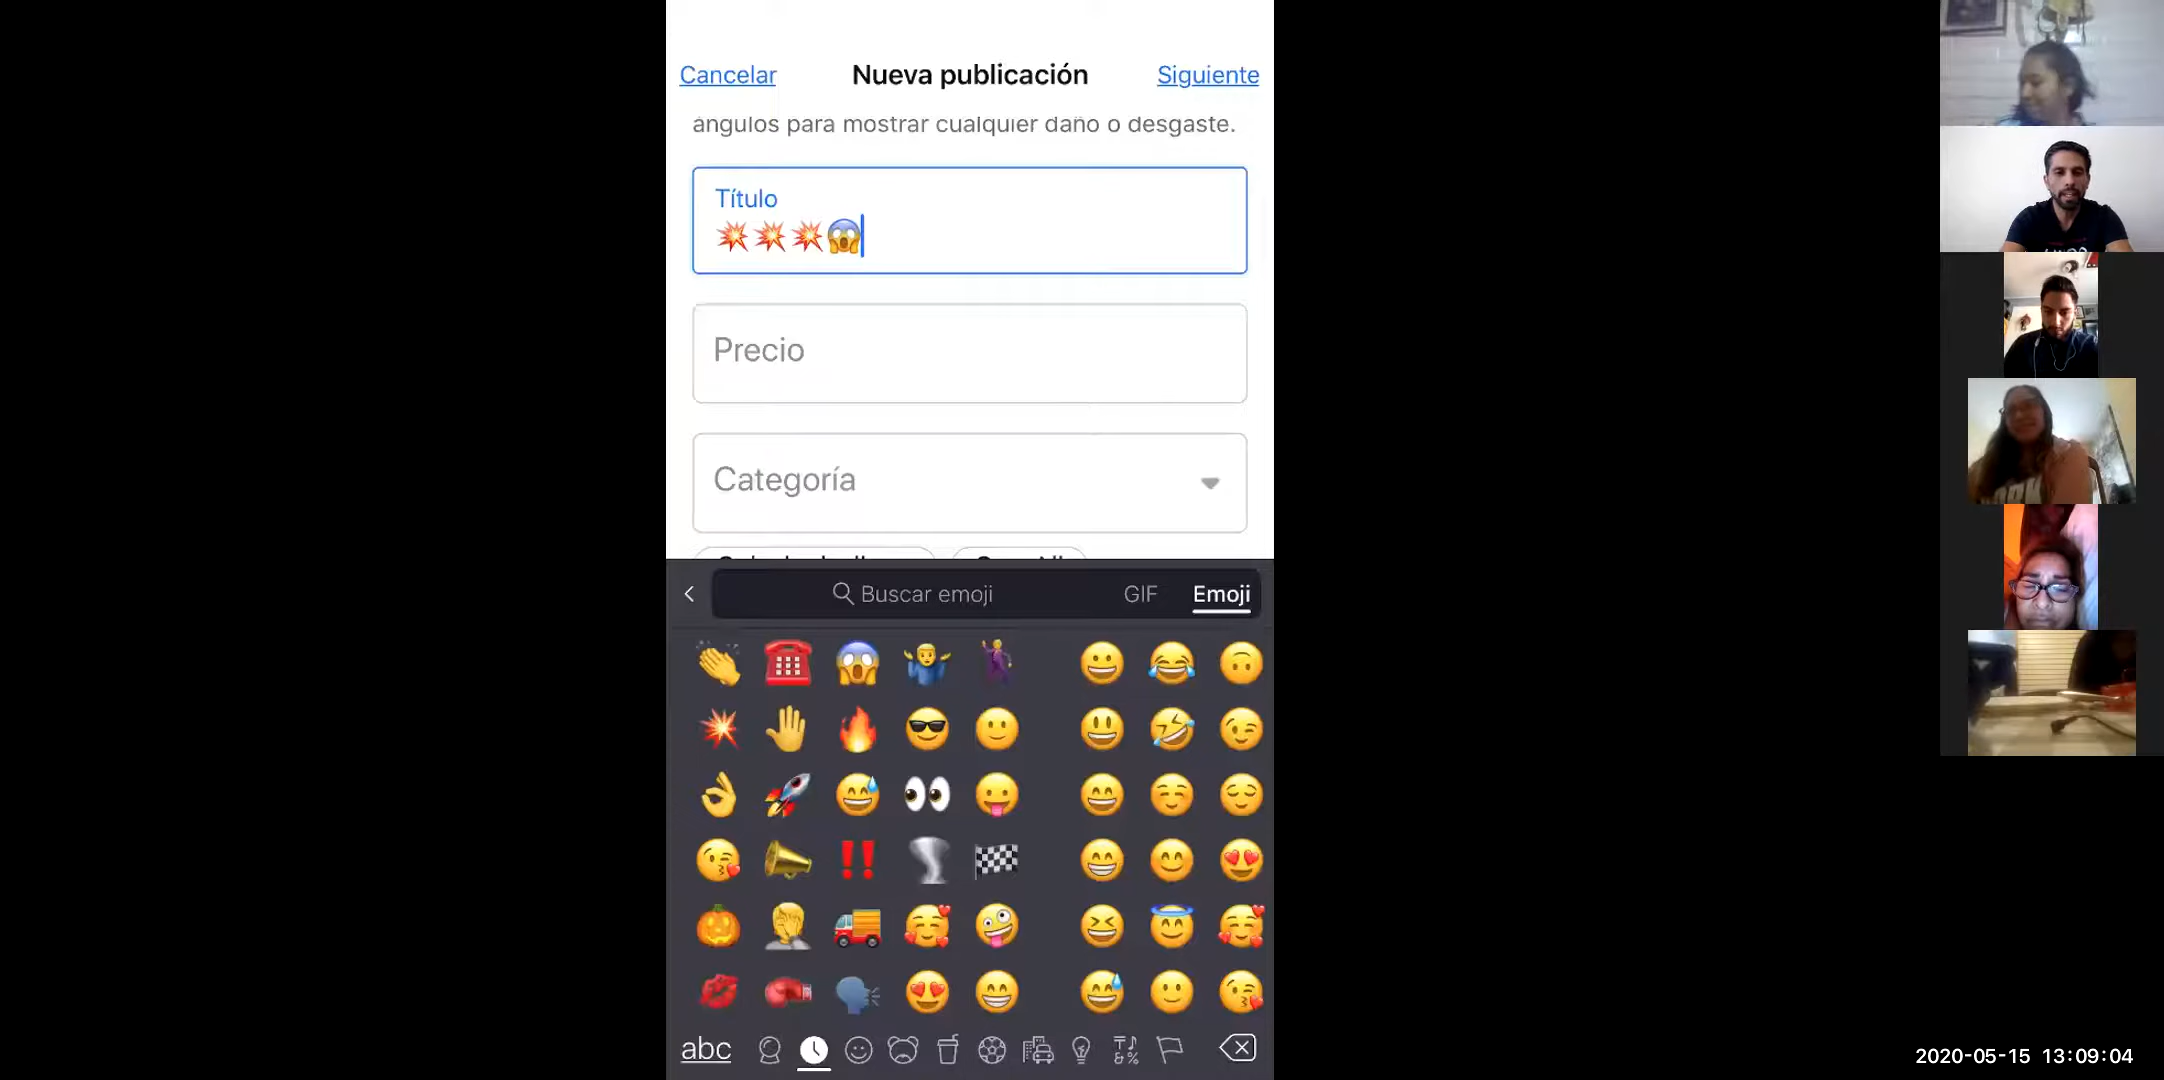 Cancelar Nueva publicación Siguiente
ángulos para mostrar cualquier daño o desgaste.
Título
💥💥💥😱
Precio
Categoría
Buscar emoji GIF Emoji
abc
2020-05-15 13:09:04